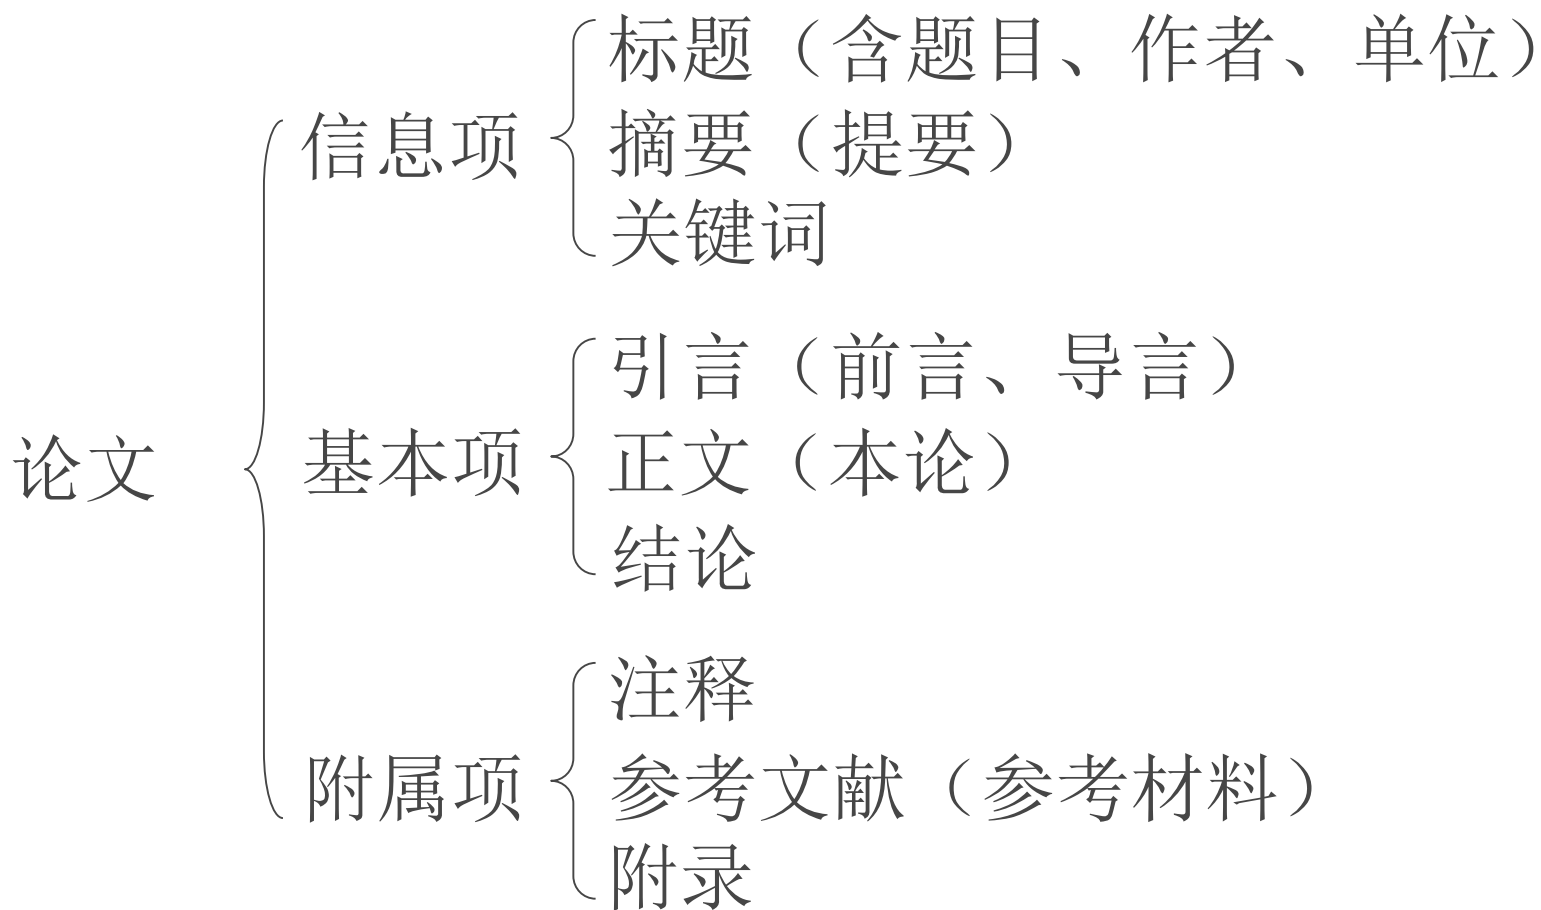 论文
信息项
标题（含题目、作者、单位）
摘要（提要）
关键词
基本项
引言（前言、导言）
正文（本论）
结论
附属项
注释
参考文献（参考材料）
附录